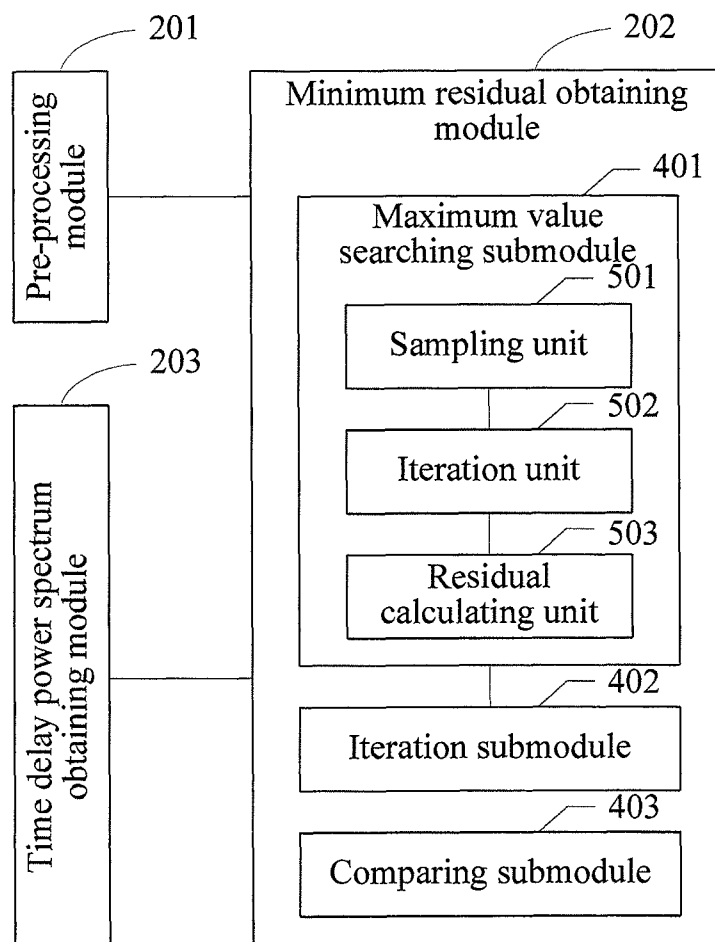 201
Pre-processing
module
203
Time delay power spectrum
obtaining module
202
Minimum residual obtaining
module
401
Maximum value
searching submodule
501
Sampling unit
502
Iteration unit
503
Residual
calculating unit
402
Iteration submodule
403
Comparing submodule